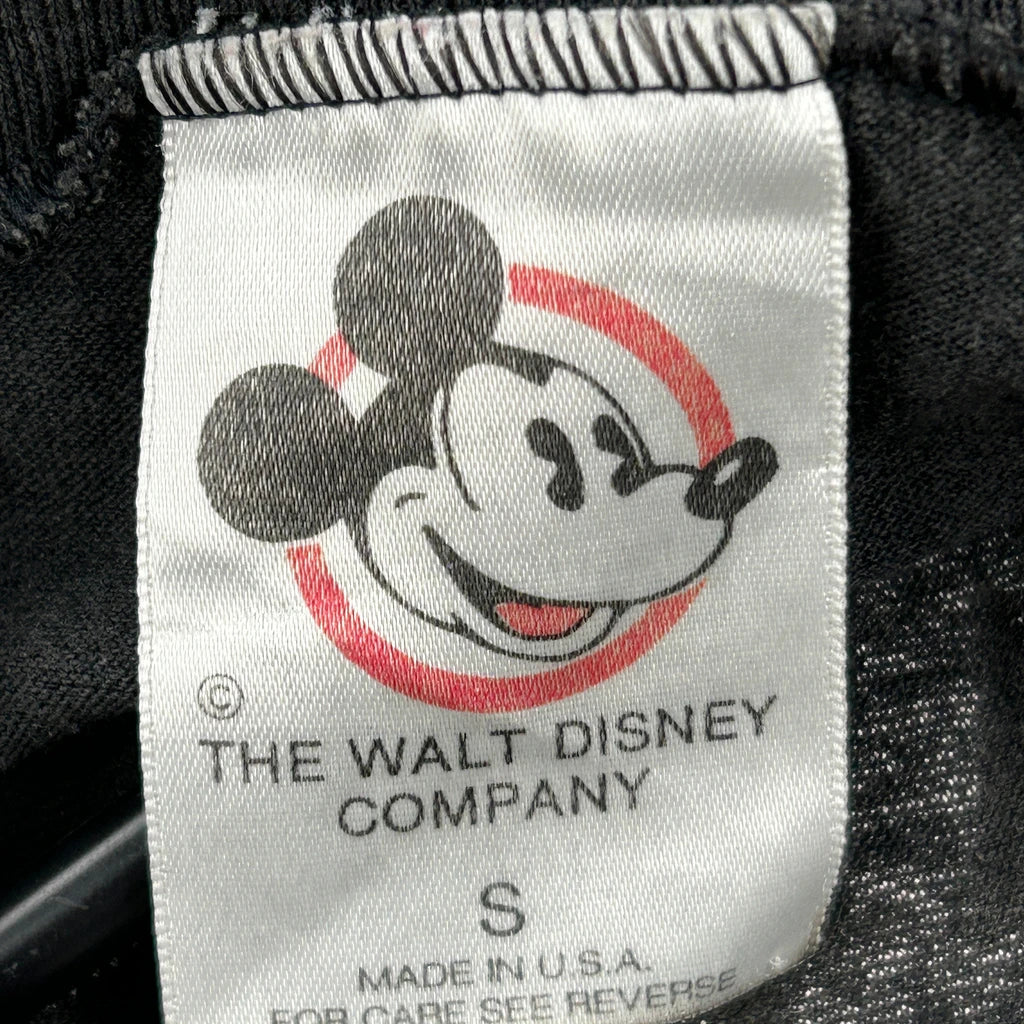 ©
THE WALT DISNEY
COMPANY
S
MADE IN U.S.A.
FOR CARE SEE REVERSE